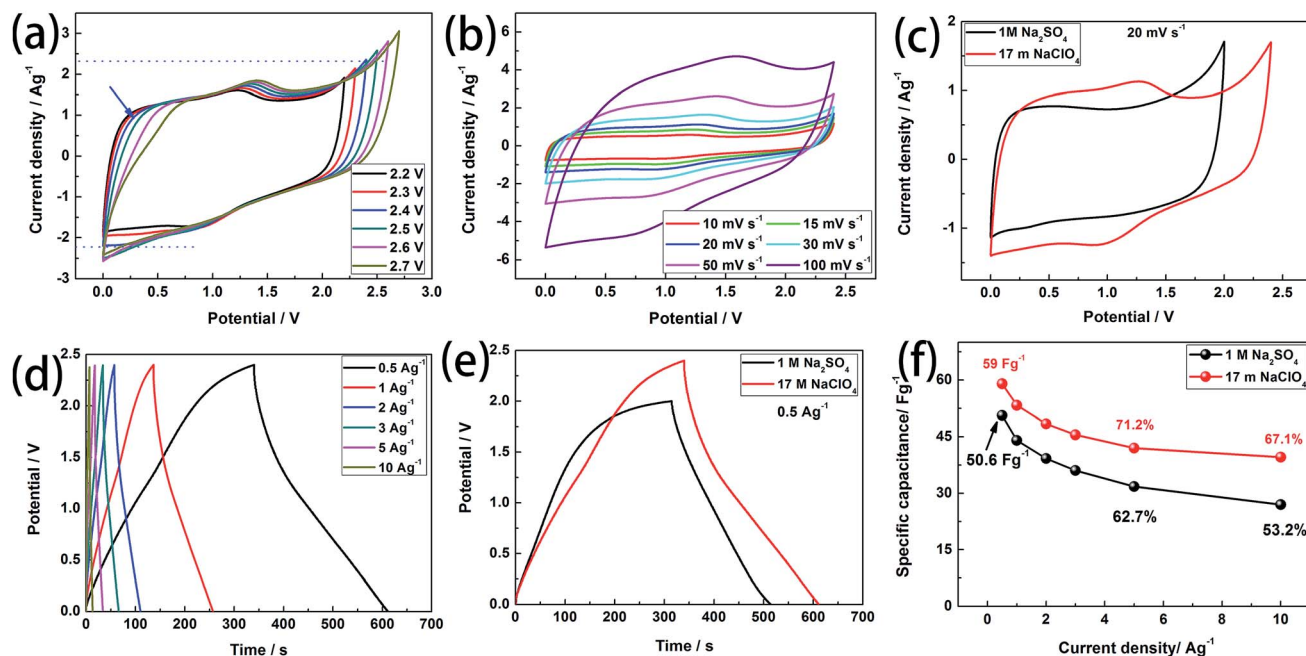 (a)
Current density / Ag⁻¹
3
2
1
0
-1
-2
-3
0.0 0.5 1.0 1.5 2.0 2.5 3.0
Potential / V
2.2 V
2.3 V
2.4 V
2.5 V
2.6 V
2.7 V
(b)
Current density / Ag⁻¹
6
4
2
0
-2
-4
-6
0.0 0.5 1.0 1.5 2.0 2.5
Potential / V
10 mV s⁻¹ 15 mV s⁻¹
20 mV s⁻¹ 30 mV s⁻¹
50 mV s⁻¹ 100 mV s⁻¹
(c)
Current density / Ag⁻¹
2
1
0
-1
0.0 0.5 1.0 1.5 2.0 2.5
Potential / V
1M Na₂SO₄
17 m NaClO₄
20 mV s⁻¹
(d)
Potential / V
2.5
2.0
1.5
1.0
0.5
0.0
0 100 200 300 400 500 600 700
Time / s
0.5 Ag⁻¹
1 Ag⁻¹
2 Ag⁻¹
3 Ag⁻¹
5 Ag⁻¹
10 Ag⁻¹
(e)
Potential / V
2.5
2.0
1.5
1.0
0.5
0.0
0 100 200 300 400 500 600 700
Time / s
1 M Na₂SO₄
17 M NaClO₄
0.5 Ag⁻¹
(f)
Specific capacitance/ Fg⁻¹
60
45
30
15
0
0 2 4 6 8 10
Current density/ Ag⁻¹
1 M Na₂SO₄
17 m NaClO₄
59 Fg⁻¹
71.2%
67.1%
50.6 Fg⁻¹
62.7%
53.2%